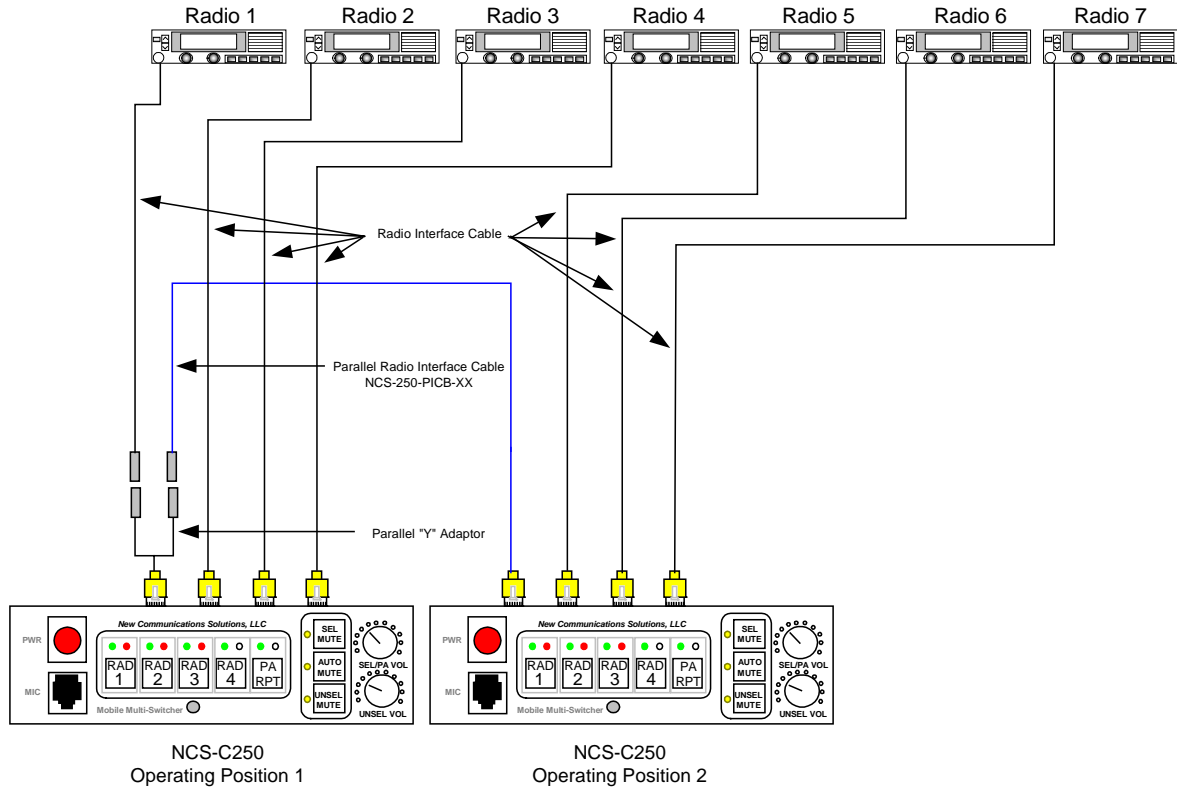 Radio 1 Radio 2 Radio 3 Radio 4 Radio 5 Radio 6 Radio 7
Radio Interface Cable
Parallel Radio Interface Cable
NCS-250-PICB-XX
Parallel "Y" Adaptor
PWR
MIC
New Communications Solutions, LLC
RAD 1
RAD 2
RAD 3
RAD 4
PA RPT
Mobile Multi-Switcher
SEL MUTE
AUTO MUTE
UNSEL MUTE
SEL/PA VOL
UNSEL VOL
PWR
MIC
New Communications Solutions, LLC
RAD 1
RAD 2
RAD 3
RAD 4
PA RPT
Mobile Multi-Switcher
SEL MUTE
AUTO MUTE
UNSEL MUTE
SEL/PA VOL
UNSEL VOL
NCS-C250
Operating Position 1
NCS-C250
Operating Position 2